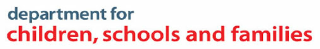 department for
children, schools and families